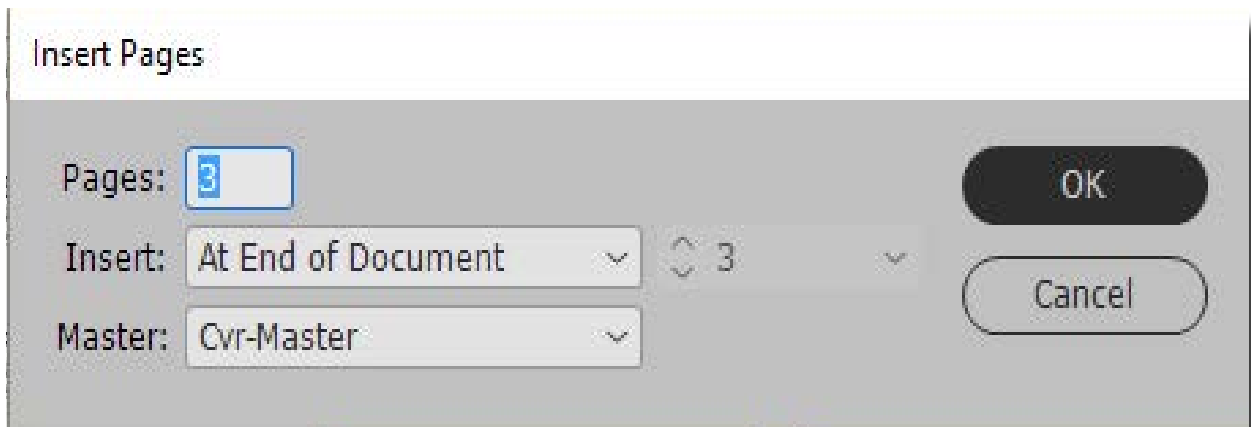 Insert Pages
Pages: 3
OK
Insert: At End of Document 3
Cancel
Master: Cvr-Master